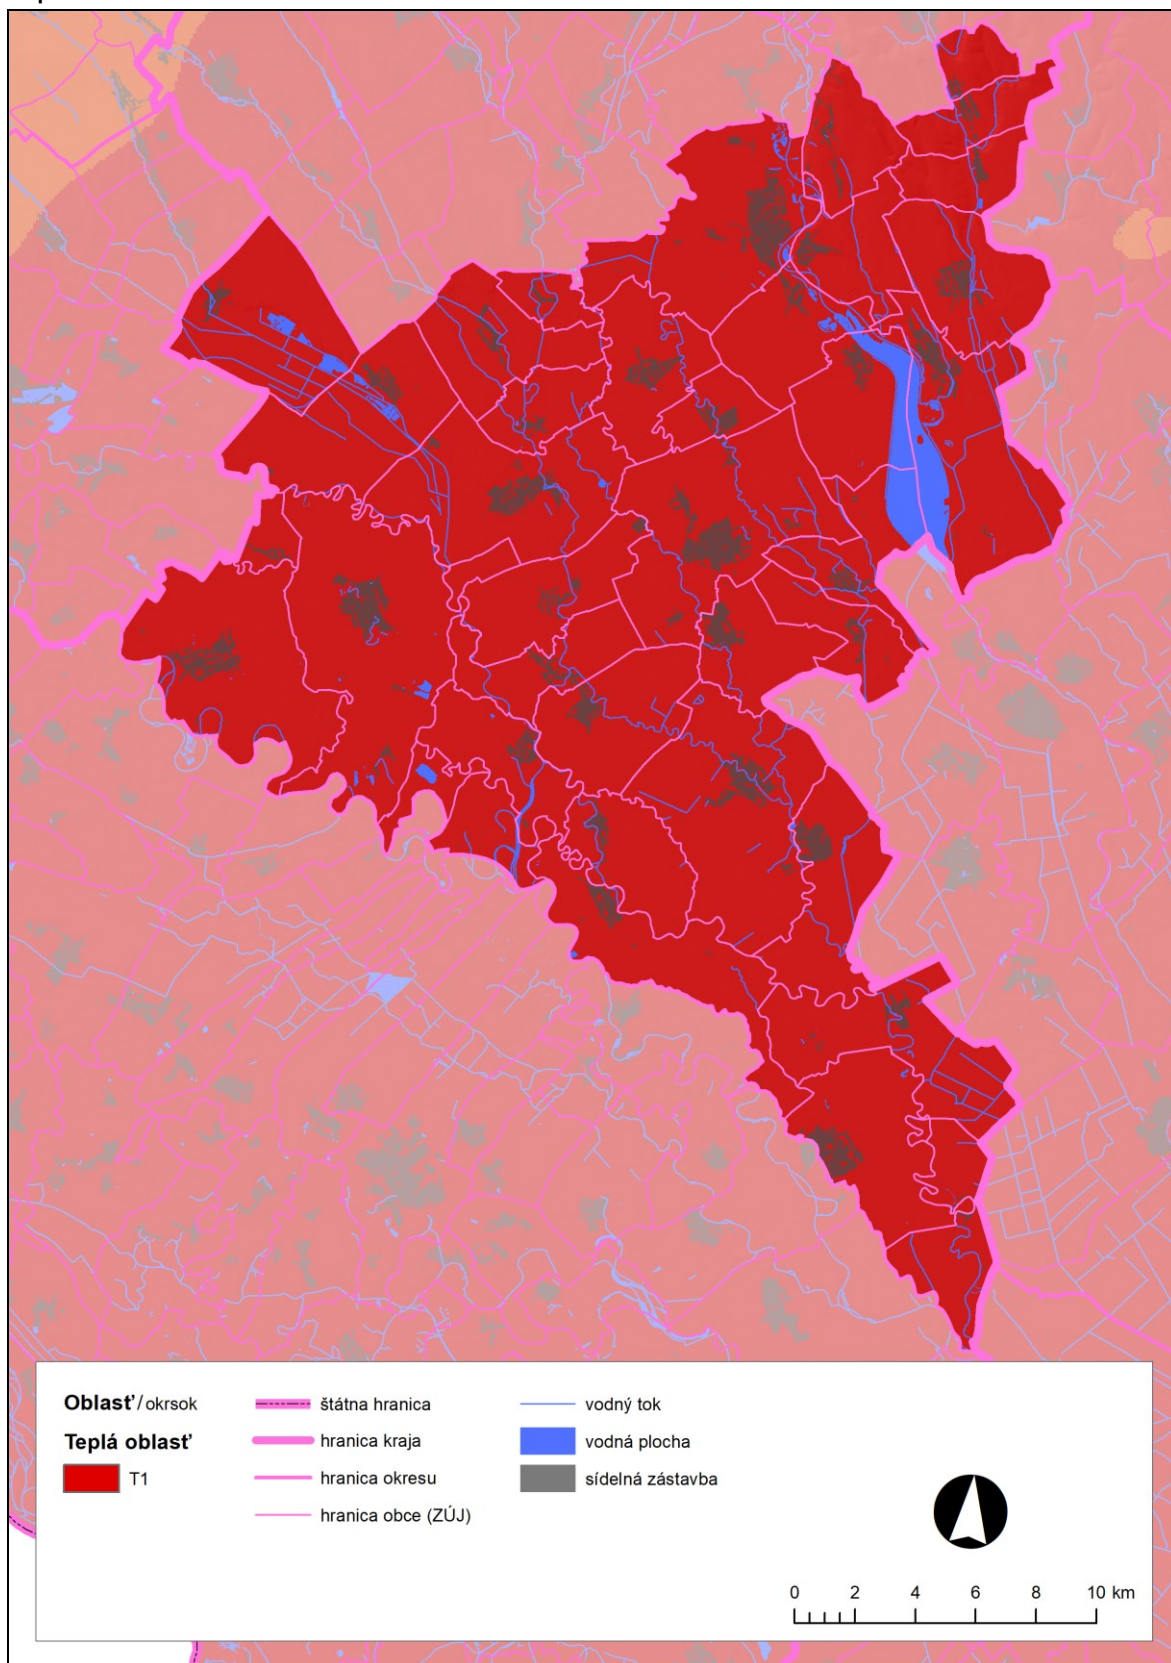 Oblasť / okrsok
Teplá oblasť
T1
štátna hranica
hranica kraja
hranica okresu
hranica obce (ZÚJ)
vodný tok
vodná plocha
sídelná zástavba
0 2 4 6 8 10 km